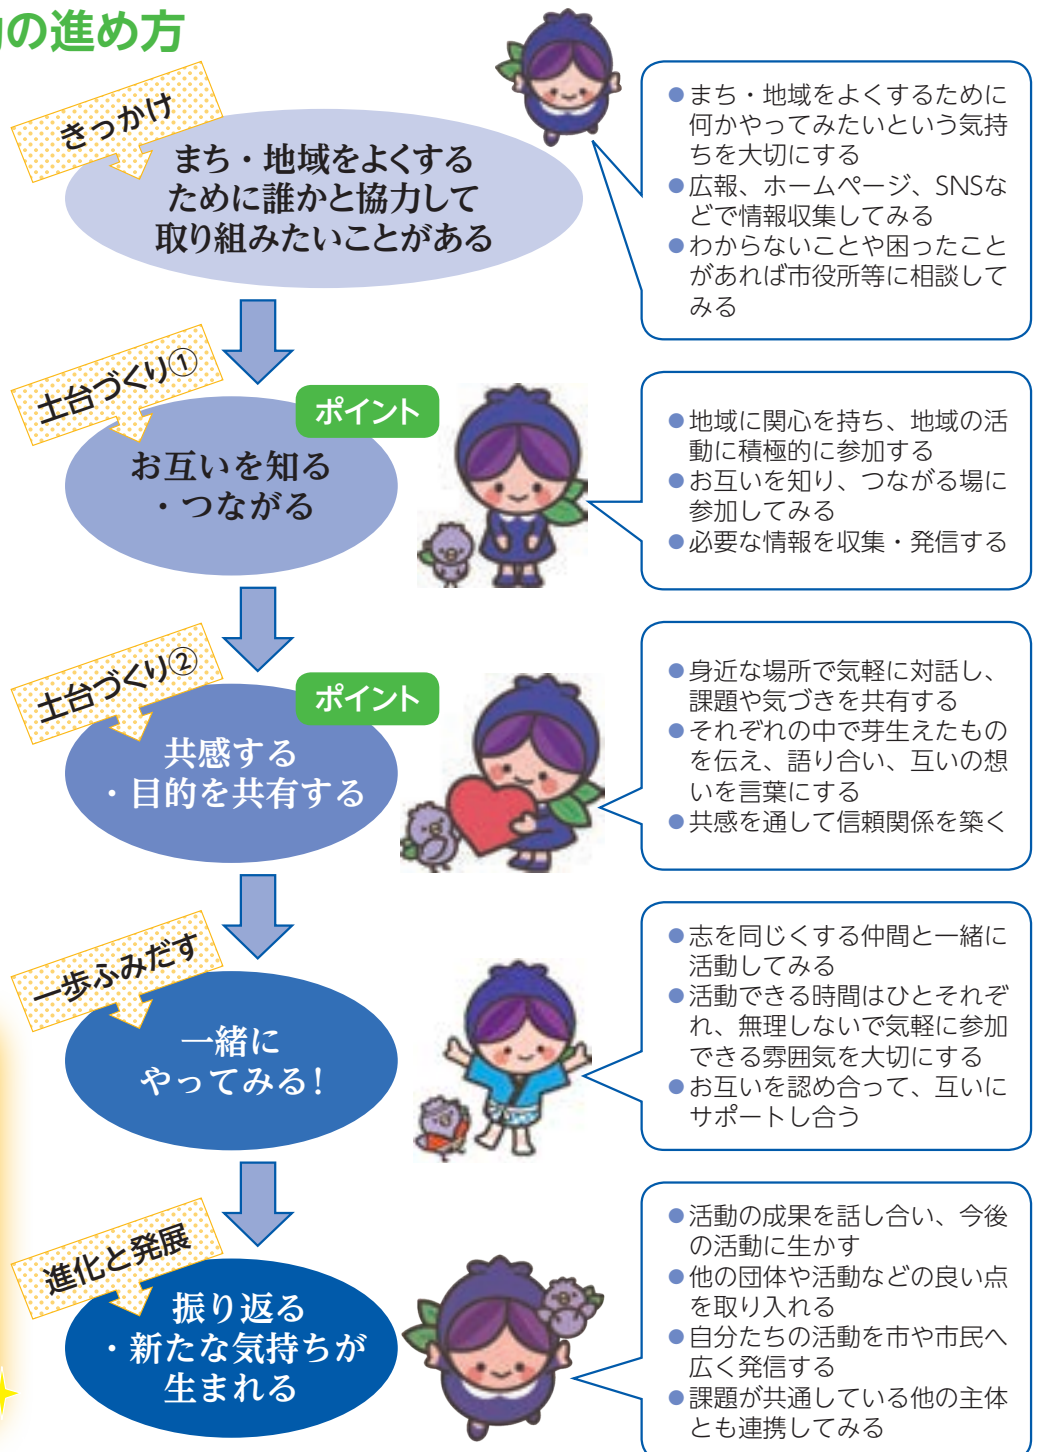 の進め方
きっかけ
まち・地域をよくする
ために誰かと協力して
取り組みたいことがある
●まち・地域をよくするために
何かやってみたいという気持
ちを大切にする
●広報、ホームページ、SNSな
どで情報収集してみる
●わからないことや困ったこと
があれば市役所等に相談して
みる
土台づくり①
ポイント
お互いを知る
・つながる
●地域に関心を持ち、地域の活
動に積極的に参加する
●お互いを知り、つながる場に
参加してみる
●必要な情報を収集・発信する
土台づくり②
ポイント
共感する
・目的を共有する
●身近な場所で気軽に対話し、
課題や気づきを共有する
●それぞれの中で芽生えたもの
を伝え、語り合い、互いの想
いを言葉にする
●共感を通して信頼関係を築く
一歩ふみだす
一緒に
やってみる！
●志を同じくする仲間と一緒に
活動してみる
●活動できる時間はひとそれぞ
れ、無理しないで気軽に参加
できる雰囲気を大切にする
●お互いを認め合って、互いに
サポートし合う
進化と発展
振り返る
・新たな気持ちが
生まれる
●活動の成果を話し合い、今後
の活動に生かす
●他の団体や活動などの良い点
を取り入れる
●自分たちの活動を市や市民へ
広く発信する
●課題が共通している他の主体
とも連携してみる